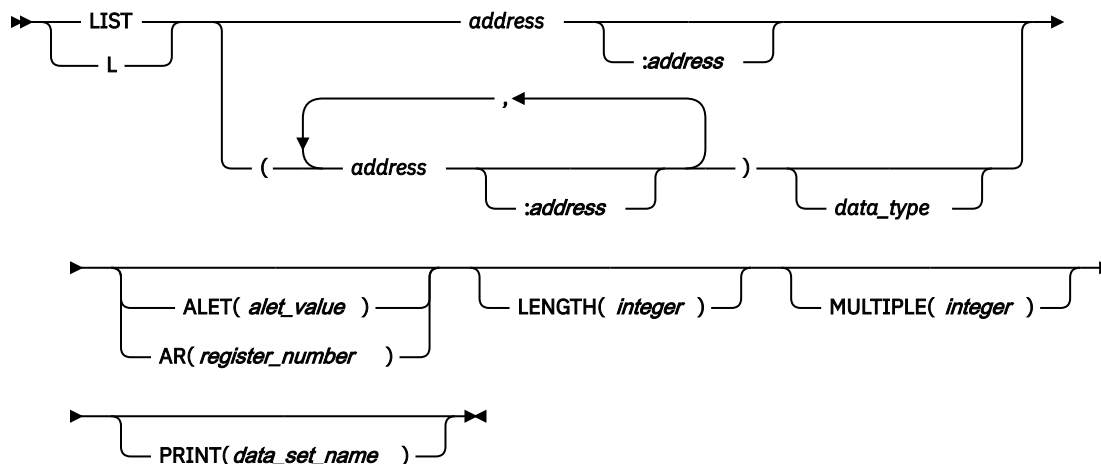 LIST address
L :address
,
( address ) 
:address data_type
ALET( alet_value ) LENGTH( integer ) MULTIPLE( integer )
AR( register_number )
PRINT( data_set_name )